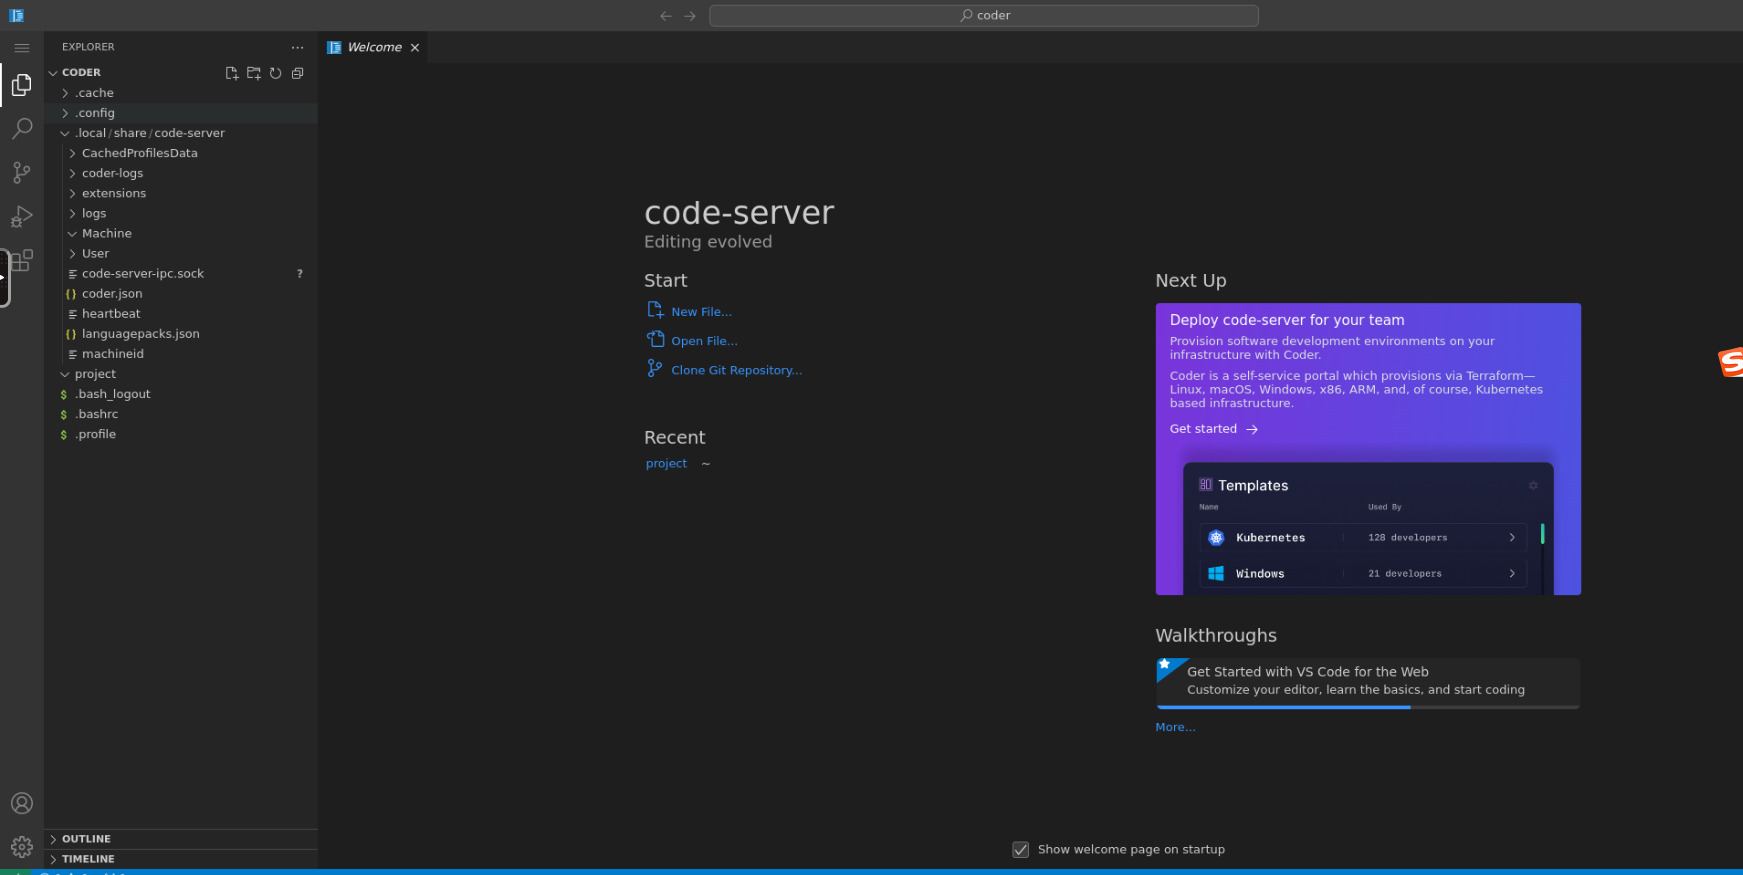 coder
EXPLORER
Welcome
CODER
.cache
.config
.local/share/code-server
CachedProfilesData
coder-logs
extensions
logs
Machine
User
code-server-ipc.sock ?
{} coder.json
heartbeat
{} languagepacks.json
machineid
project
$ .bash_logout
$ .bashrc
$ .profile
OUTLINE
TIMELINE
code-server
Editing evolved
Start
New File...
Open File...
Clone Git Repository...
Recent
project ~
Next Up
Deploy code-server for your team
Provision software development environments on your
infrastructure with Coder.
Coder is a self-service portal which provisions via Terraform—
Linux, macOS, Windows, x86, ARM, and, of course, Kubernetes
based infrastructure.
Get started
Templates
Name Used By
Kubernetes 128 developers
Windows 21 developers
Walkthroughs
Get Started with VS Code for the Web
Customize your editor, learn the basics, and start coding
More...
Show welcome page on startup